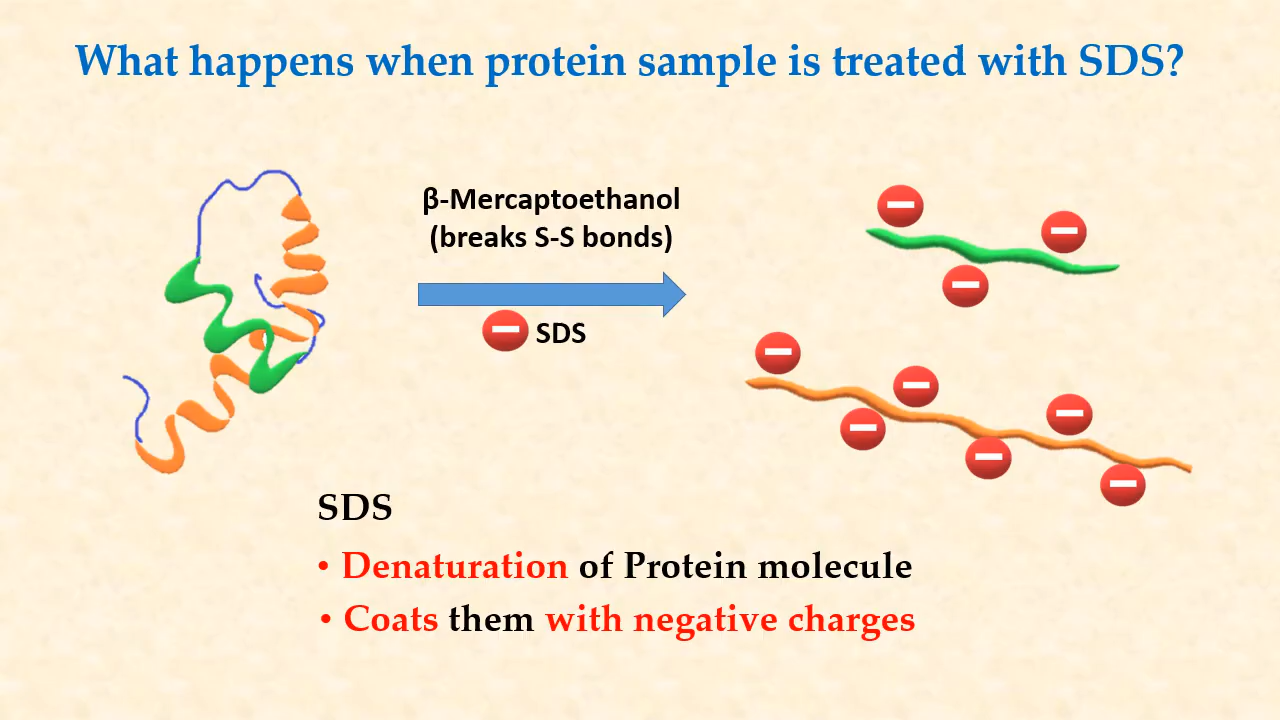 What happens when protein sample is treated with SDS?
β-Mercaptoethanol
(breaks S-S bonds)
SDS
SDS
• Denaturation of Protein molecule
• Coats them with negative charges